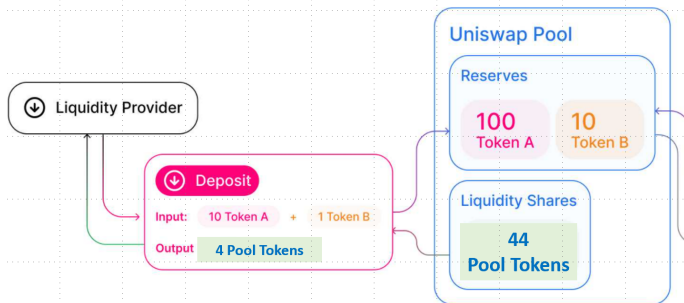 Uniswap Pool
Reserves
100
Token A
10
Token B
Liquidity Provider
Deposit
Input: 10 Token A + 1 Token B
Output 4 Pool Tokens
Liquidity Shares
44
Pool Tokens